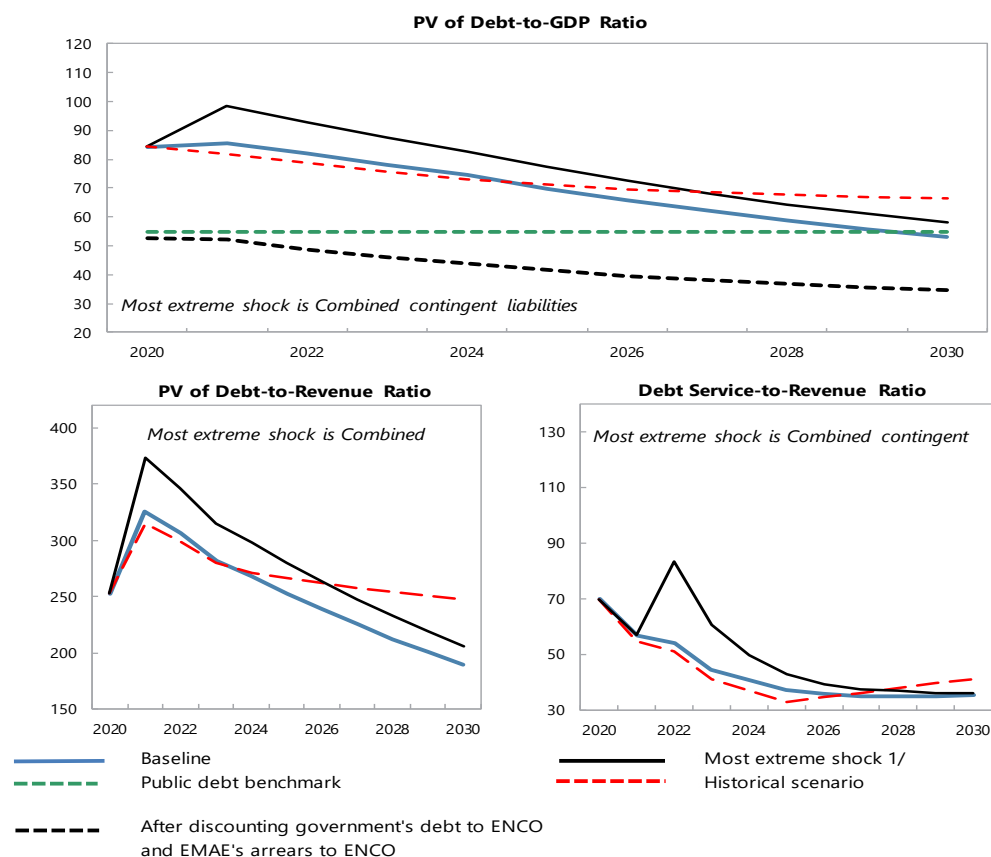 PV of Debt-to-GDP Ratio
120
110
100
90
80
70
60
50
40
30
20
Most extreme shock is Combined contingent liabilities
2020 2022 2024 2026 2028 2030
PV of Debt-to-Revenue Ratio
Most extreme shock is Combined
400
350
300
250
200
150
2020 2022 2024 2026 2028 2030
Debt Service-to-Revenue Ratio
Most extreme shock is Combined contingent
130
110
90
70
50
30
2020 2022 2024 2026 2028 2030
Baseline
Public debt benchmark
After discounting government's debt to ENCO
and EMAE's arrears to ENCO
Most extreme shock 1/
Historical scenario